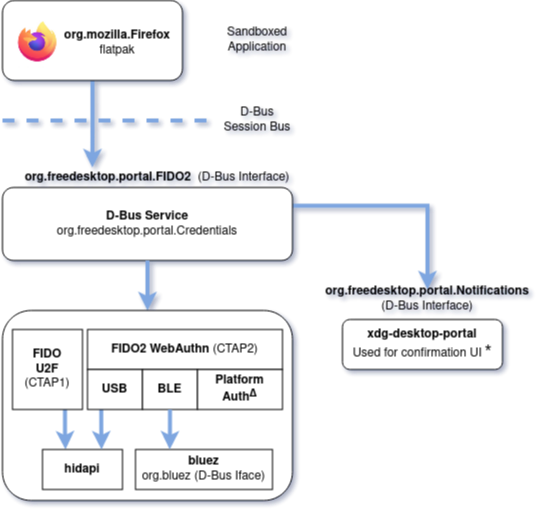 org.mozilla.Firefox
flatpak
Sandboxed
Application
D-Bus
Session Bus
org.freedesktop.portal.FIDO2 (D-Bus Interface)
D-Bus Service
org.freedesktop.portal.Credentials
org.freedesktop.portal.Notifications
(D-Bus Interface)
xdg-desktop-portal
Used for confirmation UI *
FIDO
U2F
(CTAP1)
FIDO2 WebAuthn (CTAP2)
USB
BLE
Platform
Auth^Δ
hidapi
bluez
org.bluez (D-Bus Iface)